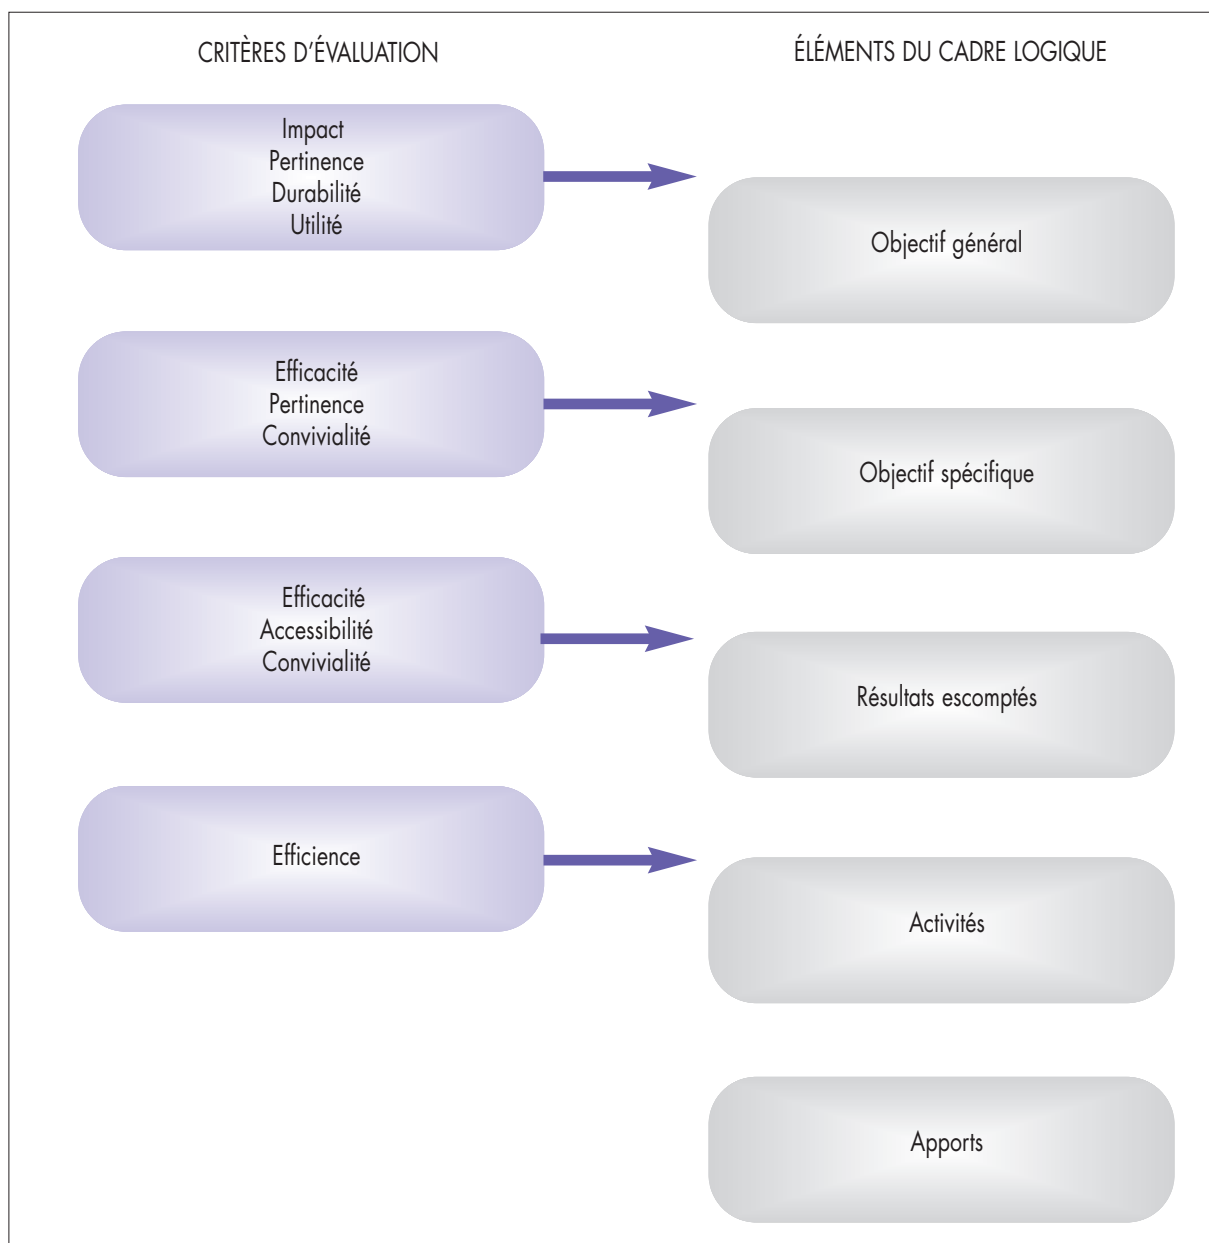 CRITÈRES D'ÉVALUATION
ÉLÉMENTS DU CADRE LOGIQUE
Impact
Pertinence
Durabilité
Utilité
Objectif général
Efficacité
Pertinence
Convivialité
Objectif spécifique
Efficacité
Accessibilité
Convivialité
Résultats escomptés
Efficience
Activités
Apports